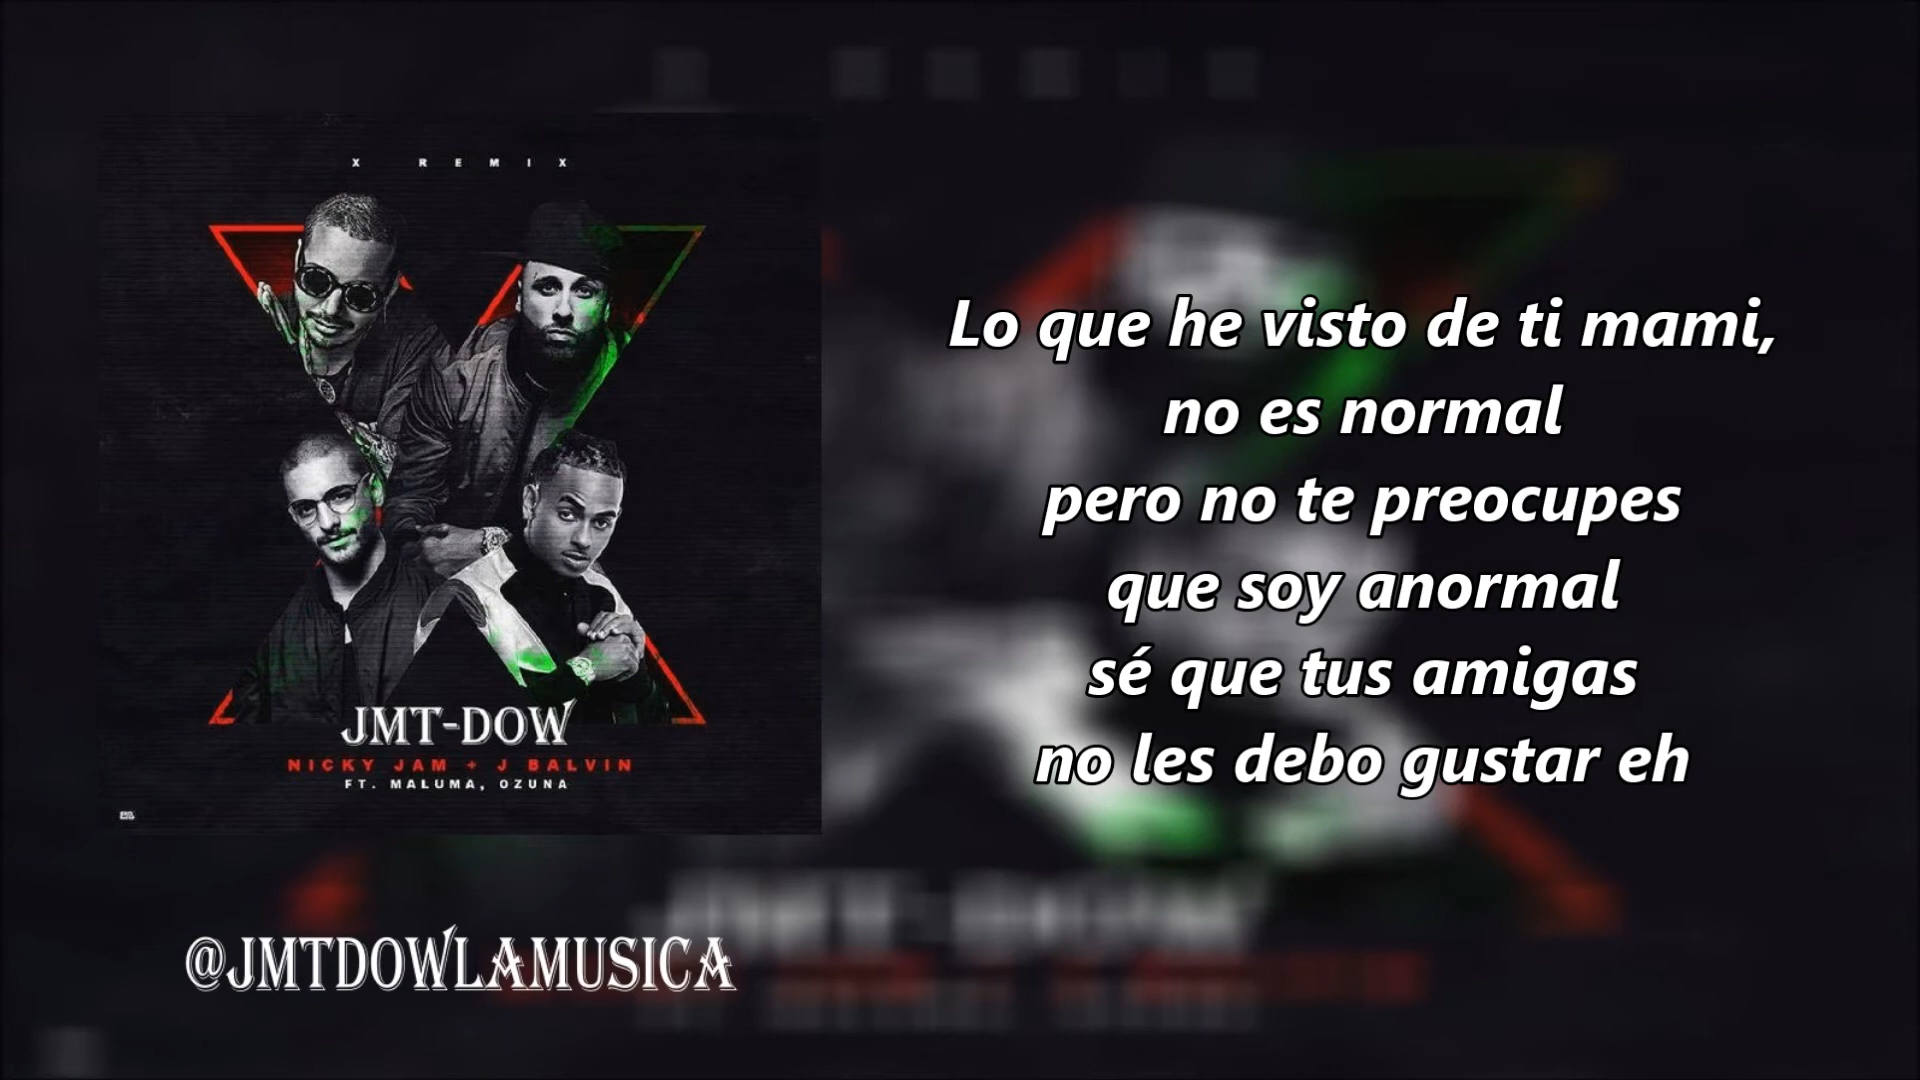 X REMIX
JMT-DOW
NICKY JAM + J BALVIN
FT. MALUMA, OZUNA
@JMTDOWLAMUSICA
Lo que he visto de ti mami,
no es normal
pero no te preocupes
que soy anormal
sé que tus amigas
no les debo gustar eh